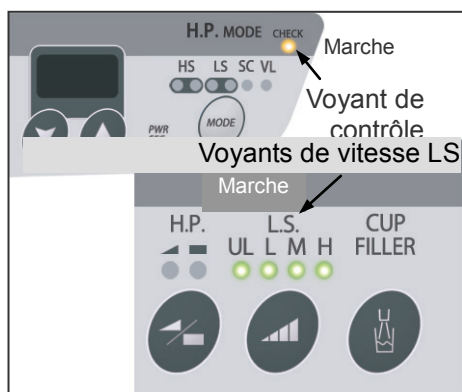 H.P. MODE CHECK
Marche
HS LS SC VL
Voyant de
contrôle
MODE
PWR
Voyants de vitesse LS
Marche
H.P. L.S. CUP
UL L M H FILLER